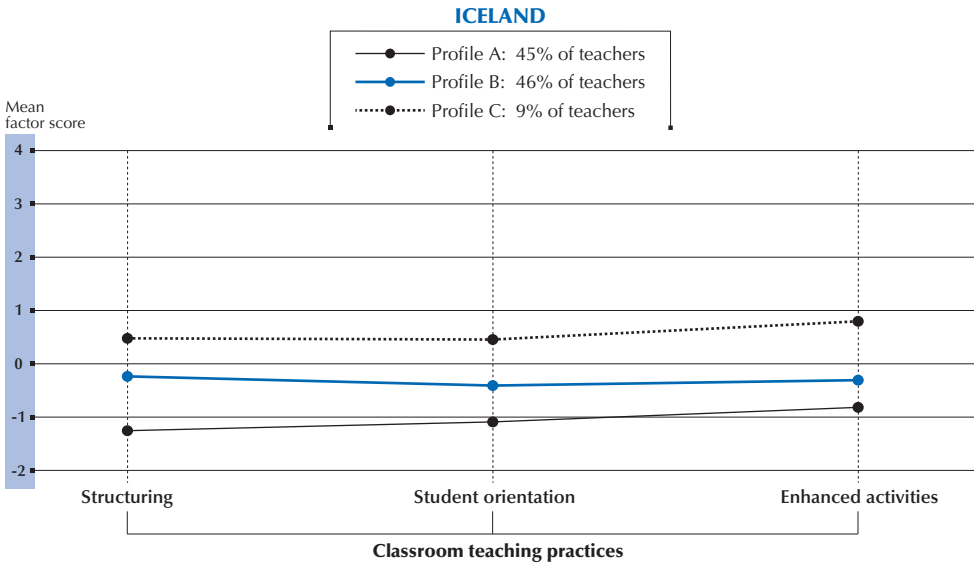 ICELAND
Profile A: 45% of teachers
Profile B: 46% of teachers
Profile C: 9% of teachers
Mean
factor score
4
3
2
1
0
-1
-2
Structuring
Student orientation
Enhanced activities
Classroom teaching practices